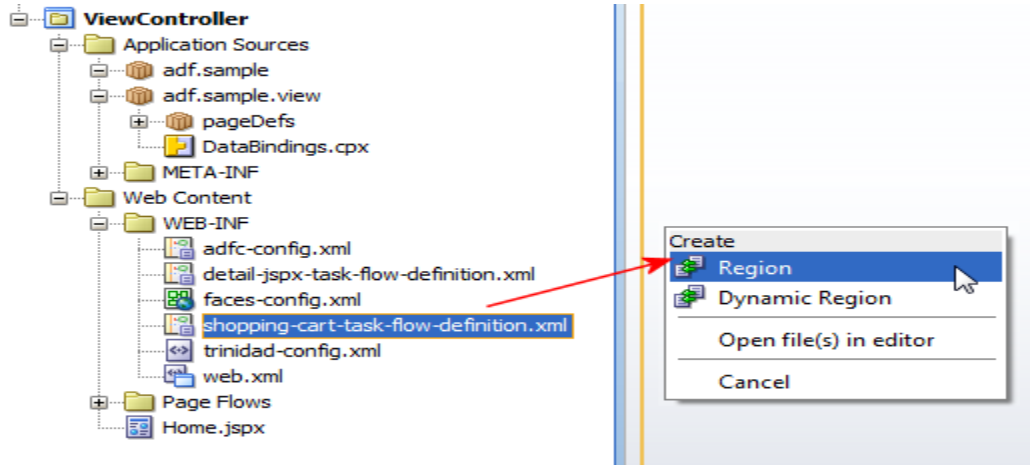 ViewController
Application Sources
adf.sample
adf.sample.view
pageDefs
DataBindings.cpx
META-INF
Web Content
WEB-INF
adfc-config.xml
detail-jspx-task-flow-definition.xml
faces-config.xml
shopping-cart-task-flow-definition.xml
trinidad-config.xml
web.xml
Page Flows
Home.jspx
Create
Region
Dynamic Region
Open file(s) in editor
Cancel